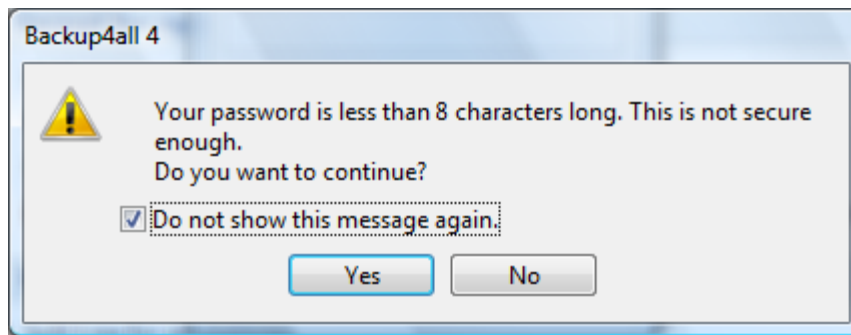 Backup4all 4
Your password is less than 8 characters long. This is not secure
enough.
Do you want to continue?
Do not show this message again.
Yes
No